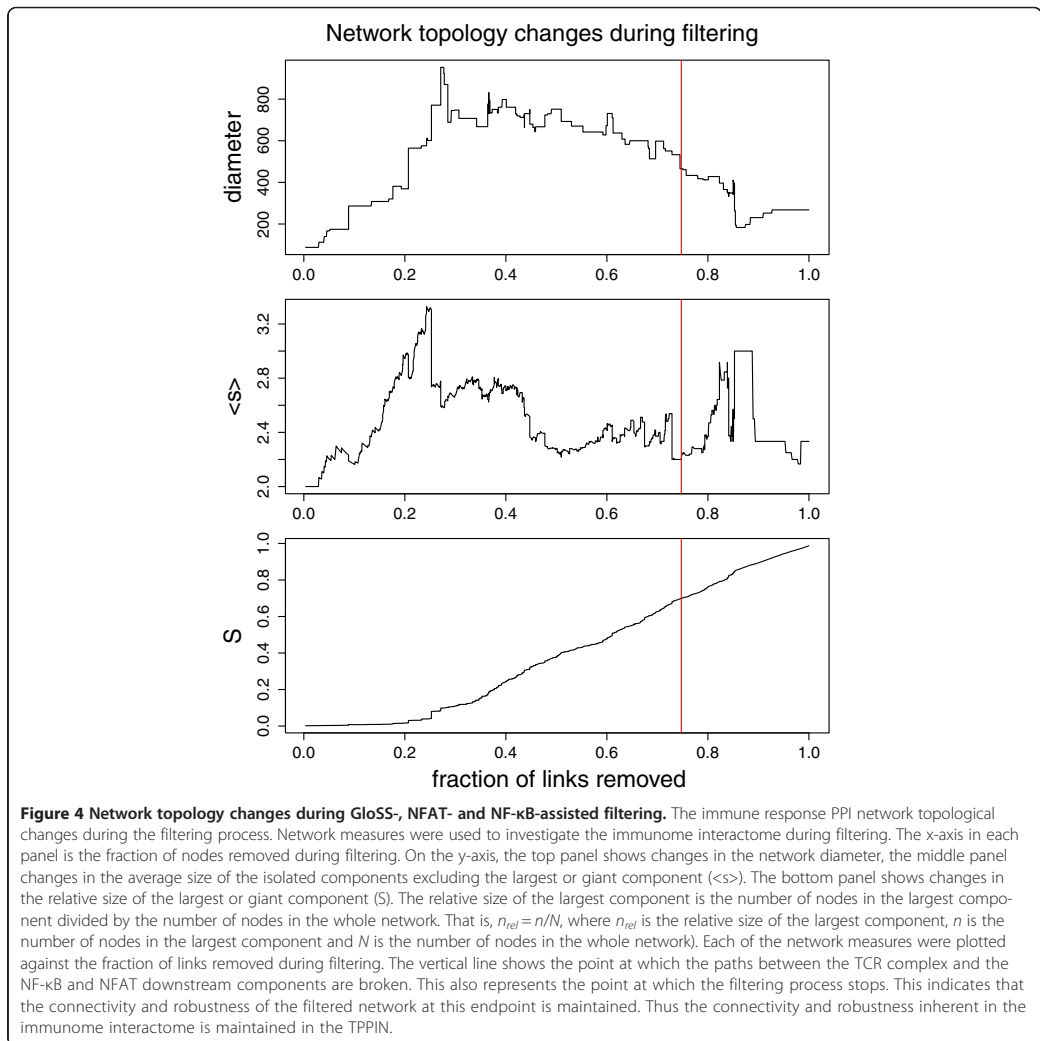 Network topology changes during filtering
diameter
800
600
400
200
0.0 0.2 0.4 0.6 0.8 1.0
<s>
3.2
2.8
2.4
2.0
0.0 0.2 0.4 0.6 0.8 1.0
S
1.0
0.8
0.6
0.4
0.2
0.0
0.0 0.2 0.4 0.6 0.8 1.0
fraction of links removed
Figure 4 Network topology changes during GloSS-, NFAT- and NF-κB-assisted filtering. The immune response PPI network topological
changes during the filtering process. Network measures were used to investigate the immunome interactome during filtering. The x-axis in each
panel is the fraction of nodes removed during filtering. On the y-axis, the top panel shows changes in the network diameter, the middle panel
changes in the average size of the isolated components excluding the largest or giant component (<s>). The bottom panel shows changes in
the relative size of the largest or giant component (S). The relative size of the largest component is the number of nodes in the largest compo-
nent divided by the number of nodes in the whole network. That is, nrel = n/N, where nrel is the relative size of the largest component, n is the
number of nodes in the largest component and N is the number of nodes in the whole network). Each of the network measures were plotted
against the fraction of links removed during filtering. The vertical line shows the point at which the paths between the TCR complex and the
NF-κB and NFAT downstream components are broken. This also represents the point at which the filtering process stops. This indicates that
the connectivity and robustness of the filtered network at this endpoint is maintained. Thus the connectivity and robustness inherent in the
immunome interactome is maintained in the TPPIN.